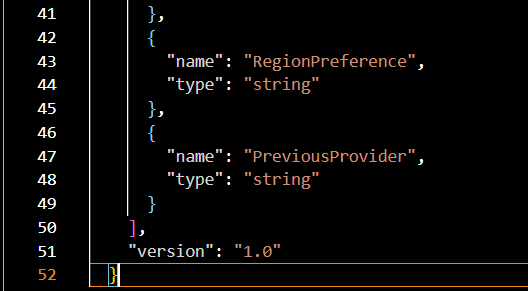 41 },
42 {
43 "name": "RegionPreference",
44 "type": "string"
45 },
46 {
47 "name": "PreviousProvider",
48 "type": "string"
49 }
50 ],
51 "version": "1.0"
52 }